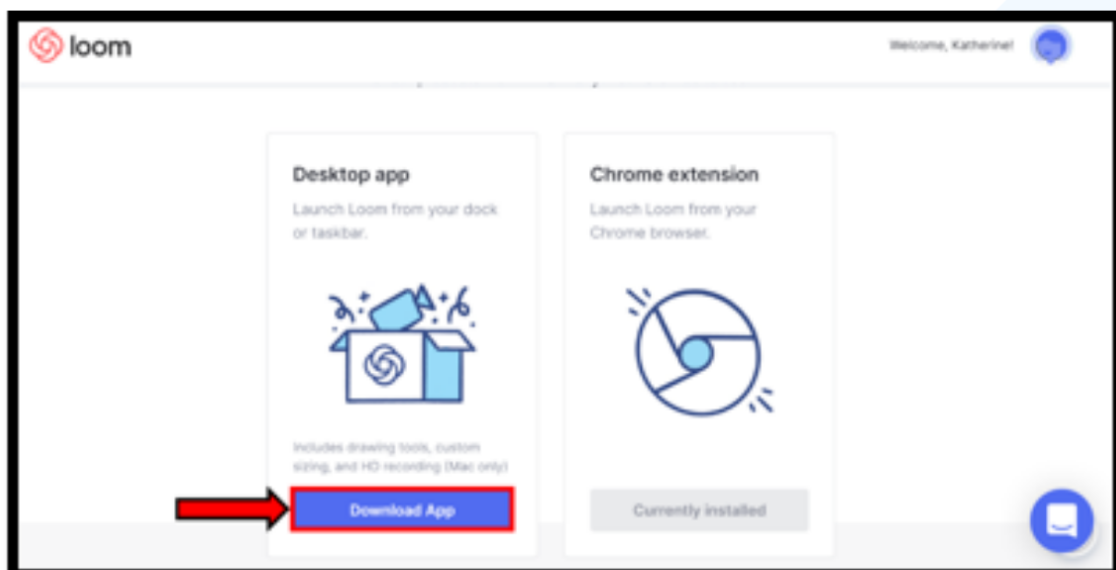 loom
Welcome, Katherine!
Desktop app
Launch Loom from your dock
or taskbar.
Includes drawing tools, custom
sizing, and HD recording (Mac only)
Download App
Chrome extension
Launch Loom from your
Chrome browser.
Currently installed